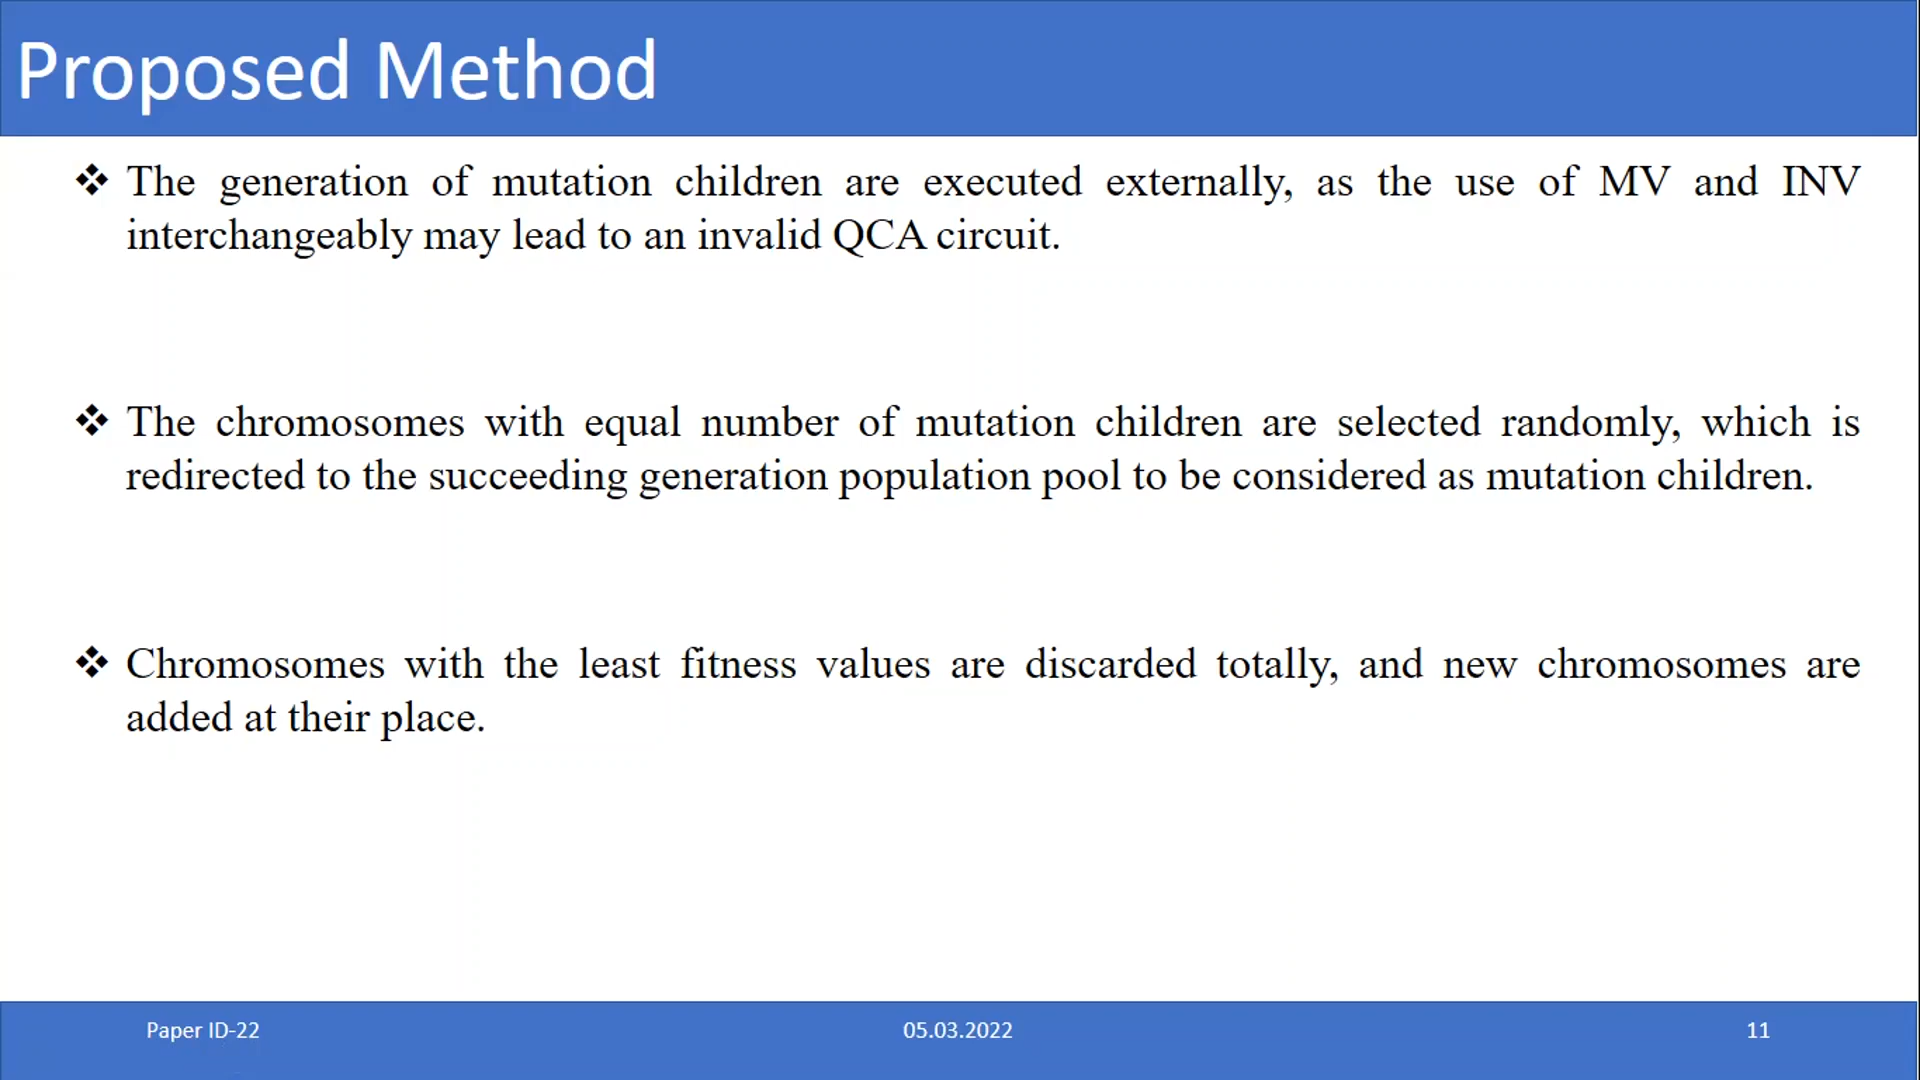 Proposed Method
❖ The generation of mutation children are executed externally, as the use of MV and INV
interchangeably may lead to an invalid QCA circuit.
❖ The chromosomes with equal number of mutation children are selected randomly, which is
redirected to the succeeding generation population pool to be considered as mutation children.
❖ Chromosomes with the least fitness values are discarded totally, and new chromosomes are
added at their place.
Paper ID-22
05.03.2022
11